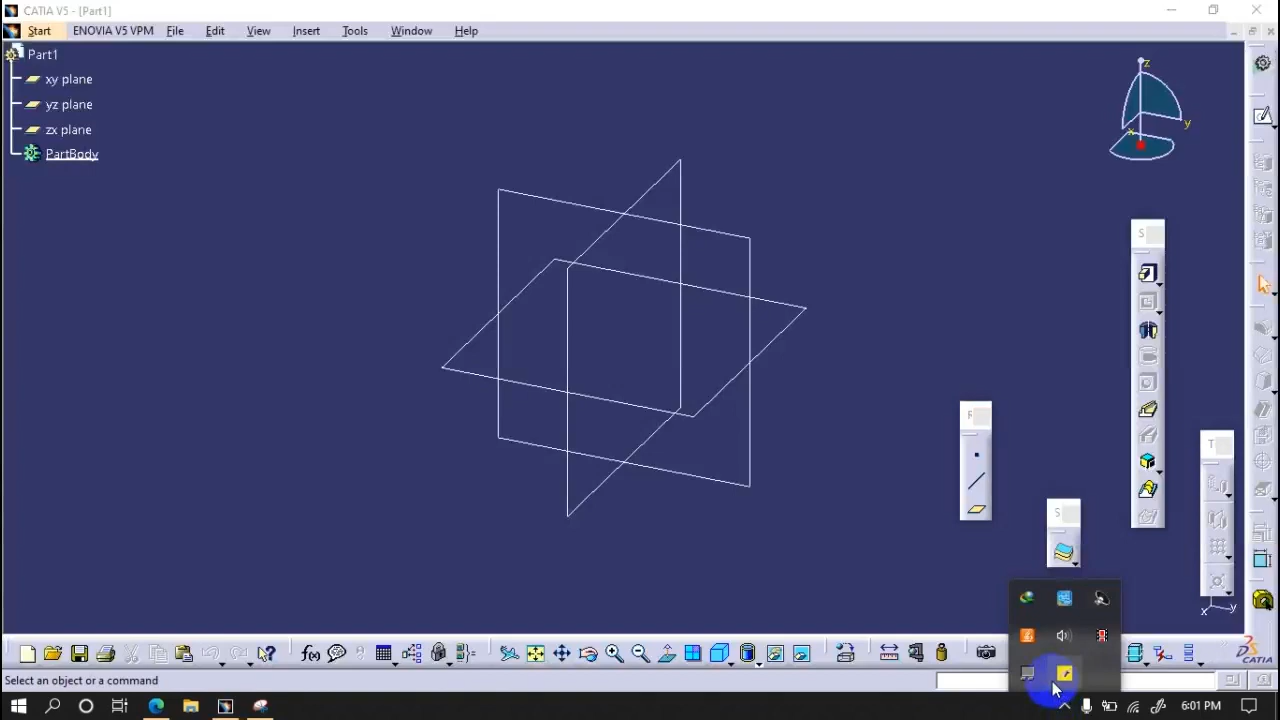 CATIA V5 - [Part1]
Start ENOVIA V5 VPM File Edit View Insert Tools Window Help
Part1
xy plane
yz plane
zx plane
PartBody
z
y
x
S
R
T
S
x y
f(x)
CATIA
Select an object or a command
6:01 PM